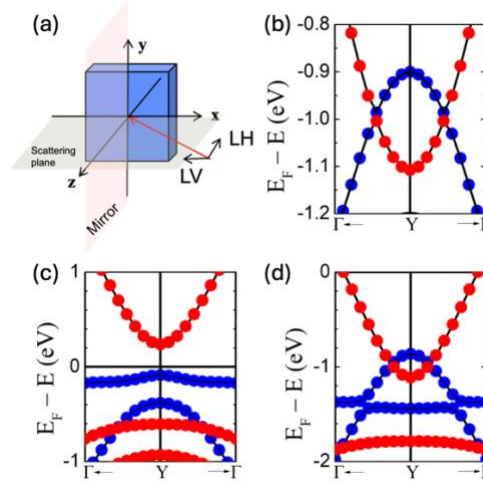 (a)
y
x
z
Scattering
plane
Mirror
LH
LV
(b)
E_F − E (eV)
-0.8
-0.9
-1.0
-1.1
-1.2
Γ← Y →Γ
(c)
E_F − E (eV)
1
0
-1
Γ← Y →Γ
(d)
E_F − E (eV)
0
-1
-2
Γ← Y →Γ